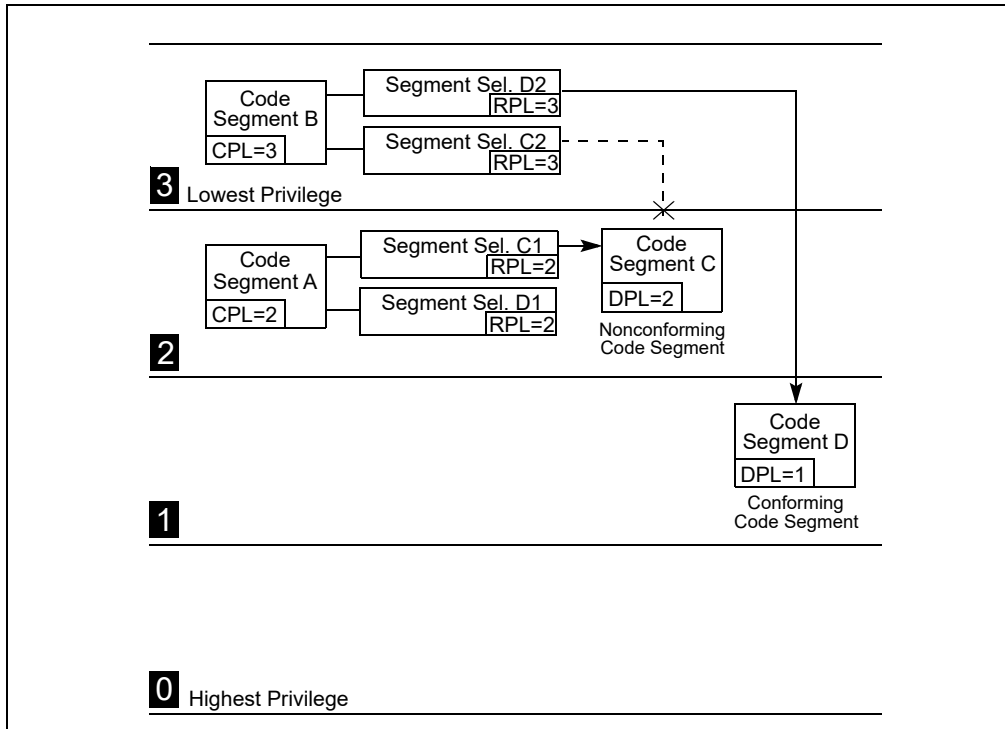 Code
Segment B
CPL=3
Segment Sel. D2
RPL=3
Segment Sel. C2
RPL=3
3 Lowest Privilege
Code
Segment A
CPL=2
Segment Sel. C1
RPL=2
Segment Sel. D1
RPL=2
Code
Segment C
DPL=2
Nonconforming
Code Segment
2
Code
Segment D
DPL=1
Conforming
Code Segment
1
0 Highest Privilege